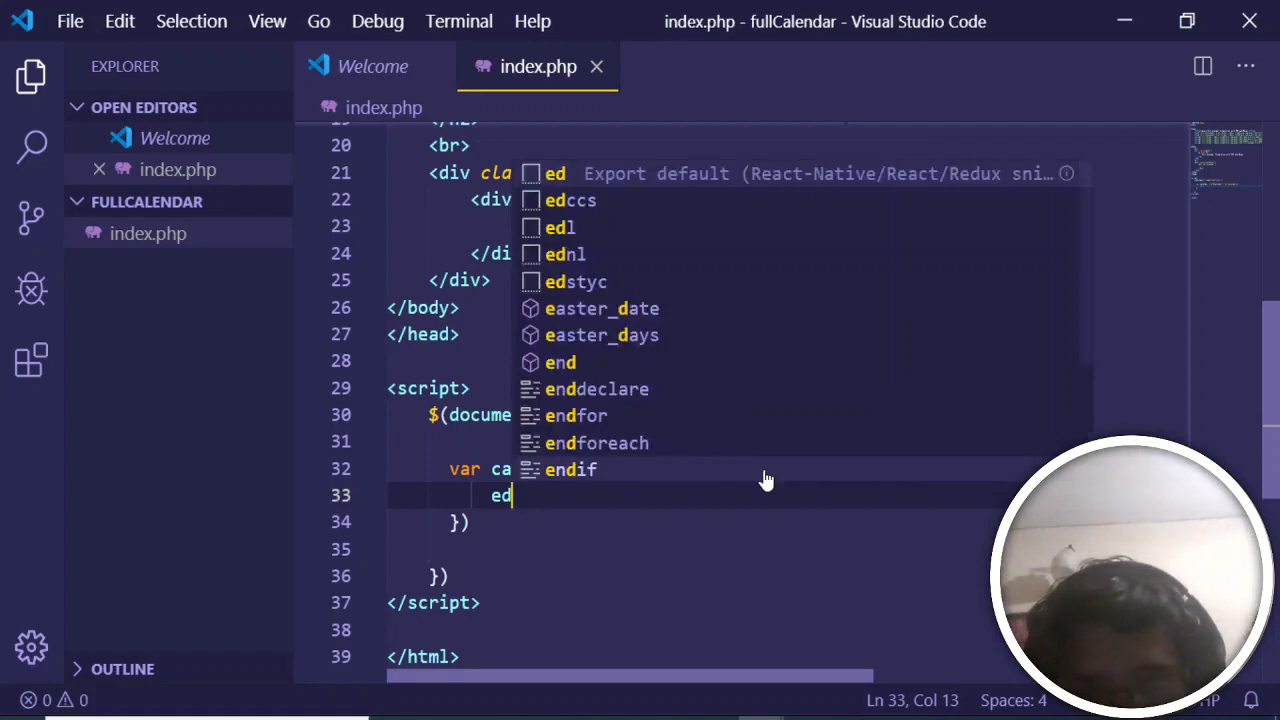 File Edit Selection View Go Debug Terminal Help index.php - fullCalendar - Visual Studio Code
EXPLORER
OPEN EDITORS
Welcome
index.php
FULLCALENDAR
index.php
OUTLINE
Welcome index.php
index.php
20 <br>
21 <div cla
22 <div
23
24 </di
25 </div>
26 </body>
27 </head>
28
29 <script>
30 $(docume
31
32 var ca
33 ed
34 })
35
36 })
37 </script>
38
39 </html>
ed Export default (React-Native/React/Redux sni...
edccs
edl
ednl
edstyc
easter_date
easter_days
end
enddeclare
endfor
endforeach
endif
0 0 Ln 33, Col 13 Spaces: 4